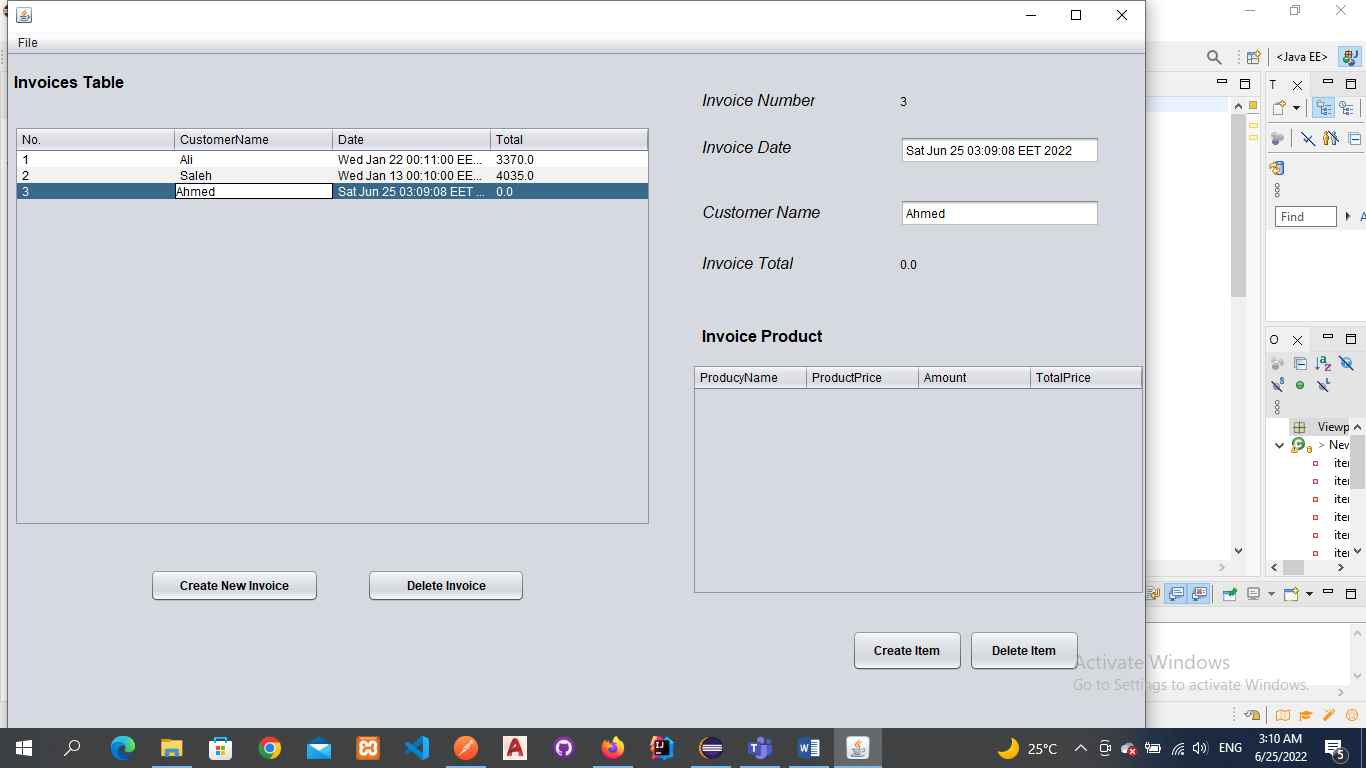 File
Invoices Table
No. CustomerName Date Total
1 Ali Wed Jan 22 00:11:00 EE... 3370.0
2 Saleh Wed Jan 13 00:10:00 EE... 4035.0
3 Ahmed Sat Jun 25 03:09:08 EET ... 0.0
Create New Invoice Delete Invoice
Invoice Number 3
Invoice Date Sat Jun 25 03:09:08 EET 2022
Customer Name Ahmed
Invoice Total 0.0
Invoice Product
ProducyName ProductPrice Amount TotalPrice
Create Item Delete Item
<Java EE>
T
Find
O
Viewp
> New
iter
iter
iter
iter
iter
iter
Activate Windows
Go to Settings to activate Windows.
25°C ENG 3:10 AM
6/25/2022
5